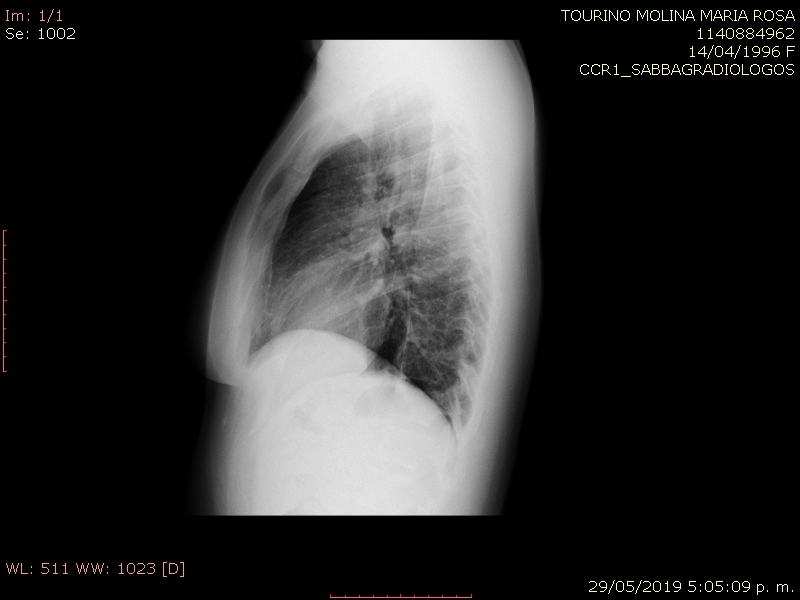 Im: 1/1
Se: 1002
TOURINO MOLINA MARIA ROSA
1140884962
14/04/1996 F
CCR1_SABBAGRADIOLOGOS
WL: 511 WW: 1023 [D]
29/05/2019 5:05:09 p. m.